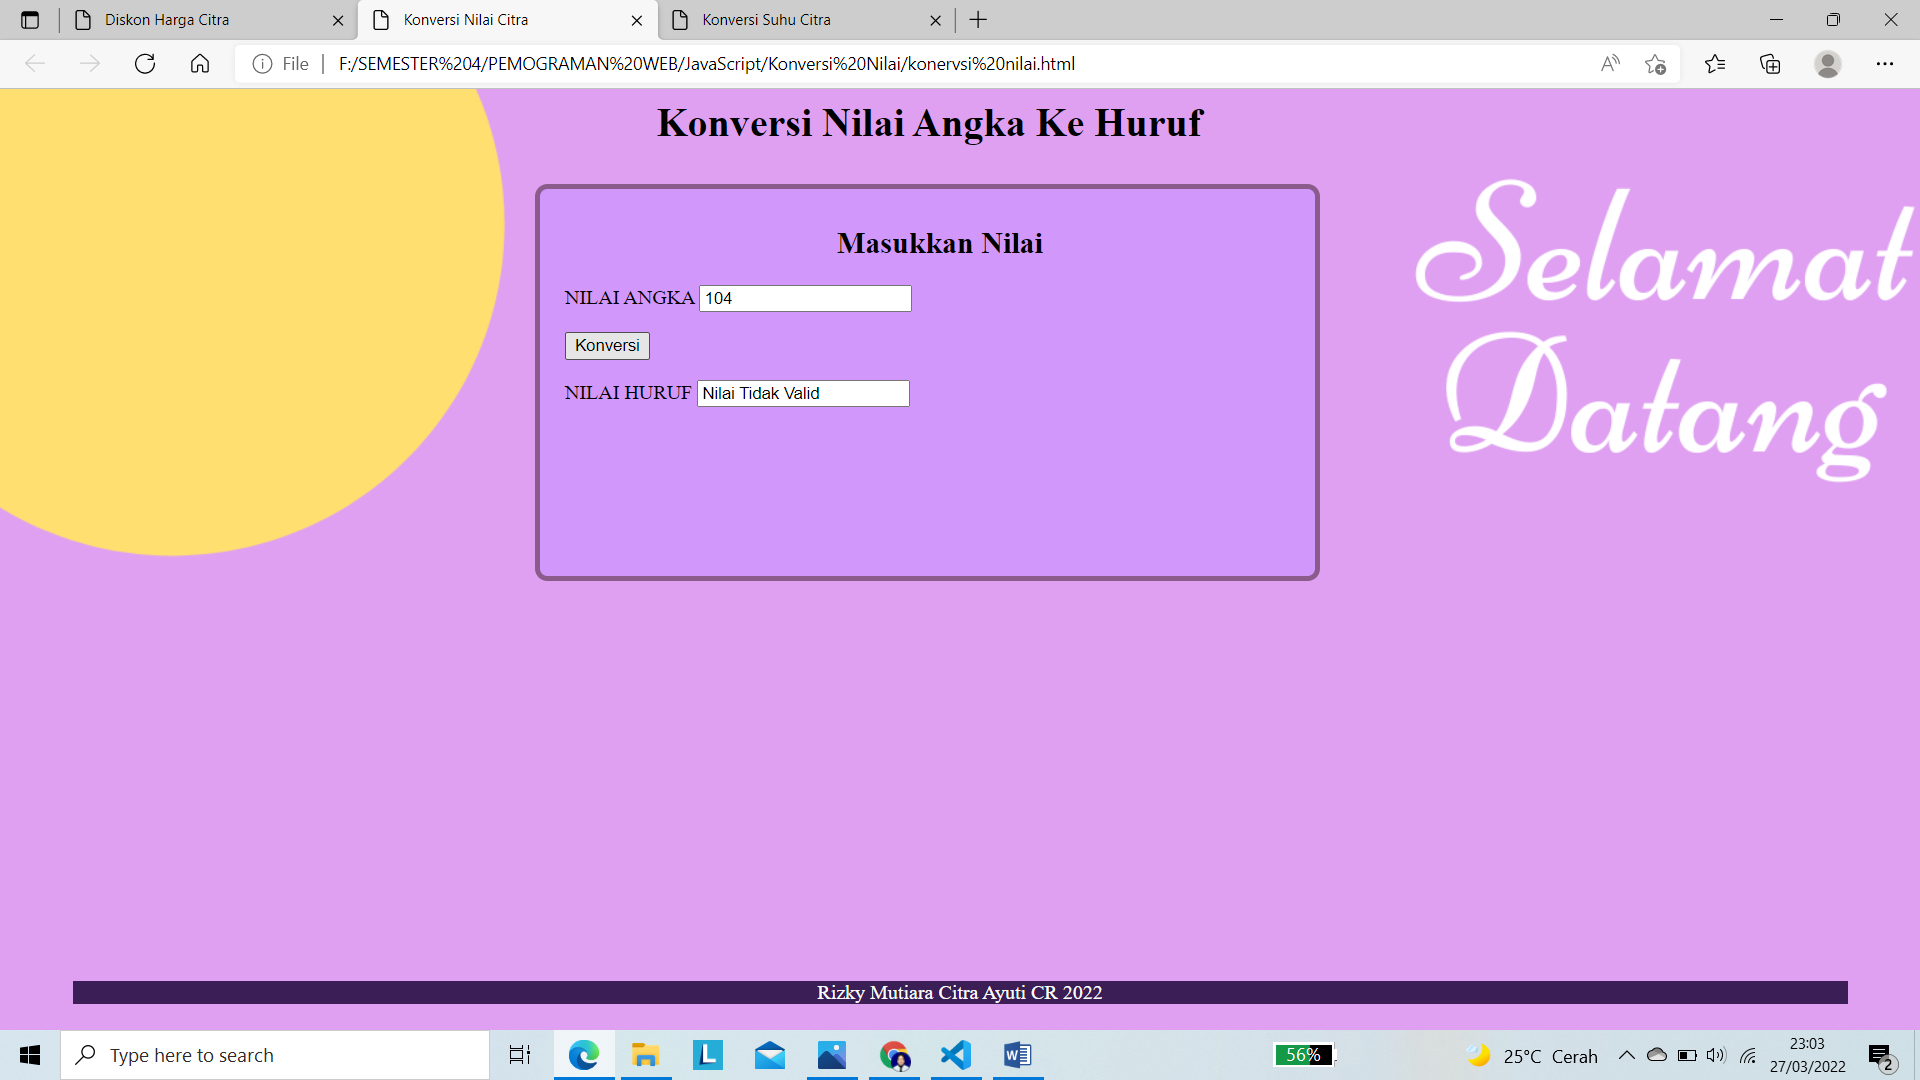 Diskon Harga Citra
Konversi Nilai Citra
Konversi Suhu Citra
File
F:/SEMESTER%204/PEMOGRAMAN%20WEB/JavaScript/Konversi%20NIlai/konervsi%20nilai.html
Konversi Nilai Angka Ke Huruf
Selamat
Datang
Masukkan Nilai
NILAI ANGKA 104
Konversi
NILAI HURUF Nilai Tidak Valid
Rizky Mutiara Citra Ayuti CR 2022
Type here to search
56%
25°C Cerah
23:03
27/03/2022
2